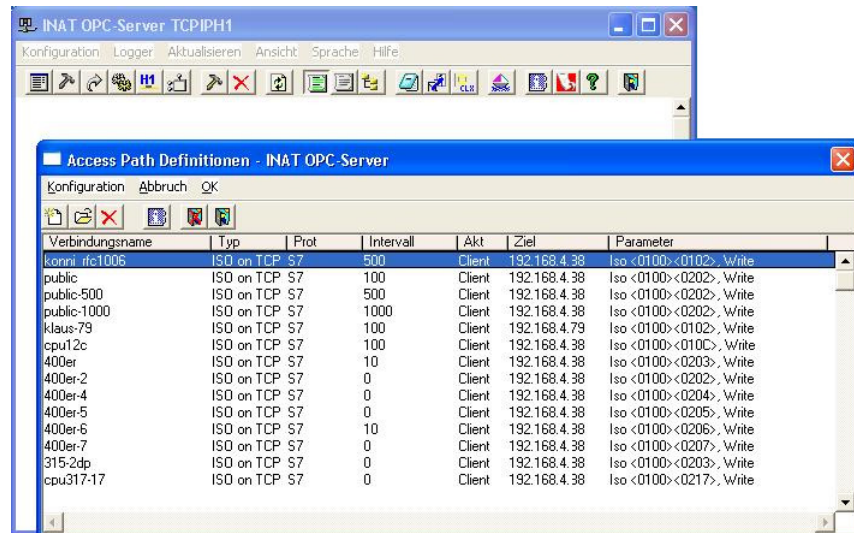 INAT OPC-Server TCPIPH1
Konfiguration Logger Aktualisieren Ansicht Sprache Hilfe
H1
CLX
Access Path Definitionen - INAT OPC-Server
Konfiguration Abbruch OK
Verbindungsname Typ Prot Intervall Akt Ziel Parameter
konni rfc1006 ISO on TCP S7 500 Client 192.168.4.38 Iso <0100><0102>, Write
public ISO on TCP S7 100 Client 192.168.4.38 Iso <0100><0202>, Write
public-500 ISO on TCP S7 500 Client 192.168.4.38 Iso <0100><0202>, Write
public-1000 ISO on TCP S7 1000 Client 192.168.4.38 Iso <0100><0202>, Write
klaus-79 ISO on TCP S7 100 Client 192.168.4.79 Iso <0100><0102>, Write
cpu12c ISO on TCP S7 100 Client 192.168.4.38 Iso <0100><010C>, Write
400er ISO on TCP S7 10 Client 192.168.4.38 Iso <0100><0203>, Write
400er-2 ISO on TCP S7 0 Client 192.168.4.38 Iso <0100><0202>, Write
400er-4 ISO on TCP S7 0 Client 192.168.4.38 Iso <0100><0204>, Write
400er-5 ISO on TCP S7 0 Client 192.168.4.38 Iso <0100><0205>, Write
400er-6 ISO on TCP S7 10 Client 192.168.4.38 Iso <0100><0206>, Write
400er-7 ISO on TCP S7 0 Client 192.168.4.38 Iso <0100><0207>, Write
315-2dp ISO on TCP S7 0 Client 192.168.4.38 Iso <0100><0203>, Write
cpu317-17 ISO on TCP S7 0 Client 192.168.4.38 Iso <0100><0217>, Write